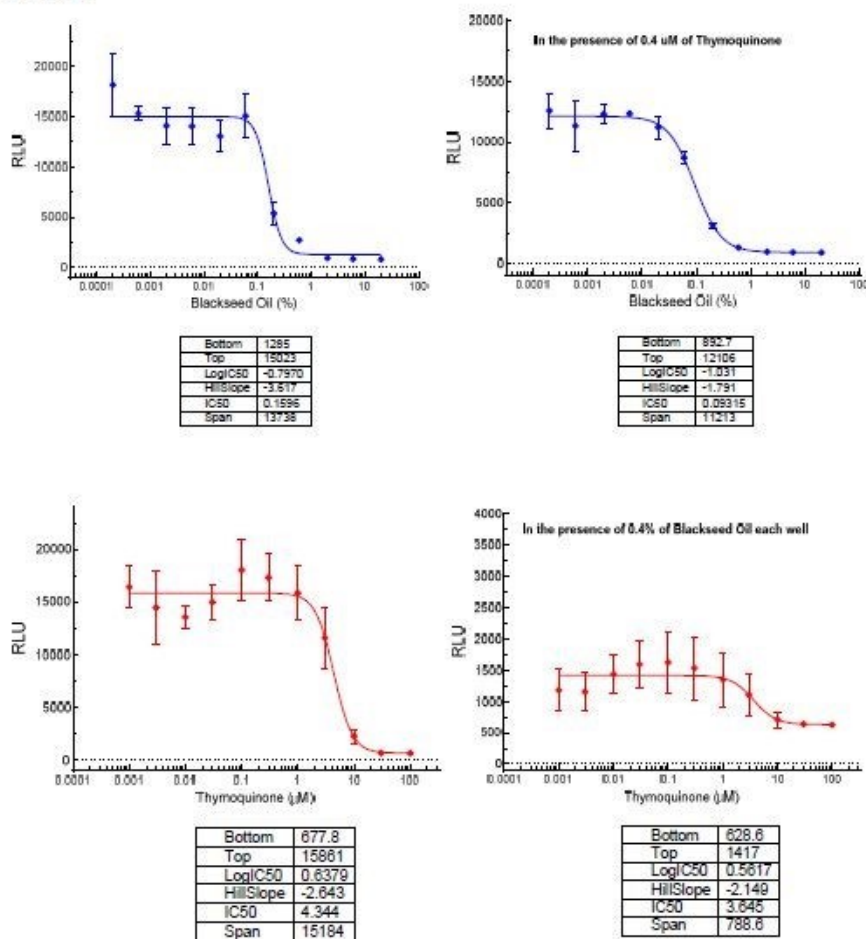 In the presence of 0.4 uM of Thymoquinone
20000
15000
10000
5000
0
RLU
0.0001 0.001 0.01 0.1 1 10 100
Blackseed Oil (%)
20000
15000
10000
5000
0
RLU
0.0001 0.001 0.01 0.1 1 10 100
Blackseed Oil (%)
Bottom 1285
Top 15023
LogIC50 -0.7970
HillSlope -3.617
IC50 0.1596
Span 13738
Bottom 892.7
Top 12106
LogIC50 -1.031
HillSlope -1.791
IC50 0.09315
Span 11213
20000
15000
10000
5000
0
RLU
0.0001 0.001 0.01 0.1 1 10 100
Thymoquinone (µM)
In the presence of 0.4% of Blackseed Oil each well
4000
3500
3000
2500
2000
1500
1000
500
0
RLU
0.0001 0.001 0.01 0.1 1 10 100
Thymoquinone (µM)
Bottom 677.8
Top 15861
LogIC50 0.6379
HillSlope -2.643
IC50 4.344
Span 15184
Bottom 628.6
Top 1417
LogIC50 0.5617
HillSlope -2.149
IC50 3.645
Span 788.6